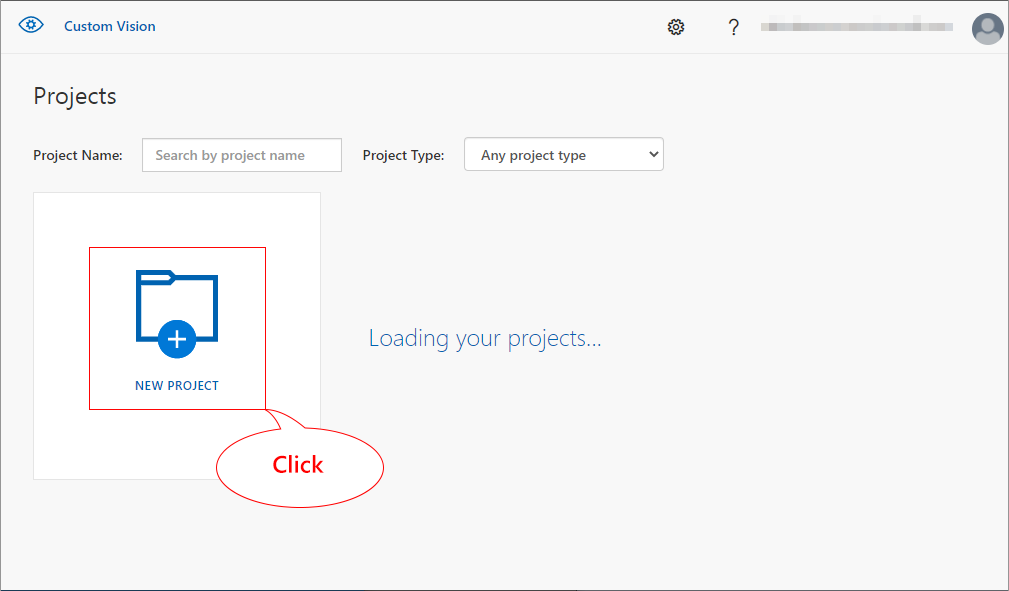 Custom Vision
?
Projects
Project Name:
Search by project name
Project Type:
Any project type
Loading your projects...
NEW PROJECT
Click